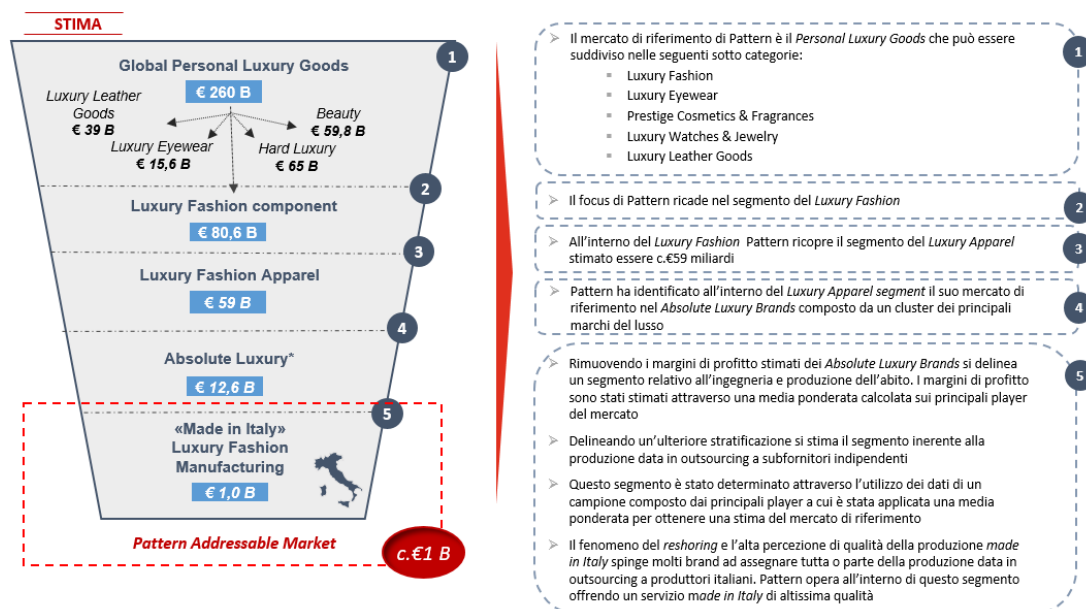 STIMA
Global Personal Luxury Goods
€ 260 B
Luxury Leather
Goods
€ 39 B
Beauty
€ 59,8 B
Luxury Eyewear
€ 15,6 B
Hard Luxury
€ 65 B
1
2
Luxury Fashion component
€ 80,6 B
3
Luxury Fashion Apparel
€ 59 B
4
Absolute Luxury*
€ 12,6 B
5
«Made in Italy»
Luxury Fashion
Manufacturing
€ 1,0 B
Pattern Addressable Market
c.€1 B
➢ Il mercato di riferimento di Pattern è il Personal Luxury Goods che può essere
suddiviso nelle seguenti sotto categorie:
▪ Luxury Fashion
▪ Luxury Eyewear
▪ Prestige Cosmetics & Fragrances
▪ Luxury Watches & Jewelry
▪ Luxury Leather Goods
1
➢ Il focus di Pattern ricade nel segmento del Luxury Fashion
2
➢ All’interno del Luxury Fashion Pattern ricopre il segmento del Luxury Apparel
stimato essere c.€59 miliardi
3
➢ Pattern ha identificato all’interno del Luxury Apparel segment il suo mercato di
riferimento nel Absolute Luxury Brands composto da un cluster dei principali
marchi del lusso
4
➢ Rimuovendo i margini di profitto stimati dei Absolute Luxury Brands si delinea
un segmento relativo all’ingegneria e produzione dell’abito. I margini di profitto
sono stati stimati attraverso una media ponderata calcolata sui principali player
del mercato
5
➢ Delineando un’ulteriore stratificazione si stima il segmento inerente alla
produzione data in outsourcing a subfornitori indipendenti
➢ Questo segmento è stato determinato attraverso l’utilizzo dei dati di un
campione composto dai principali player a cui è stata applicata una media
ponderata per ottenere una stima del mercato di riferimento
➢ Il fenomeno del reshoring e l’alta percezione di qualità della produzione made
in Italy spinge molti brand ad assegnare tutta o parte della produzione data in
outsourcing a produttori italiani. Pattern opera all’interno di questo segmento
offrendo un servizio made in Italy di altissima qualità